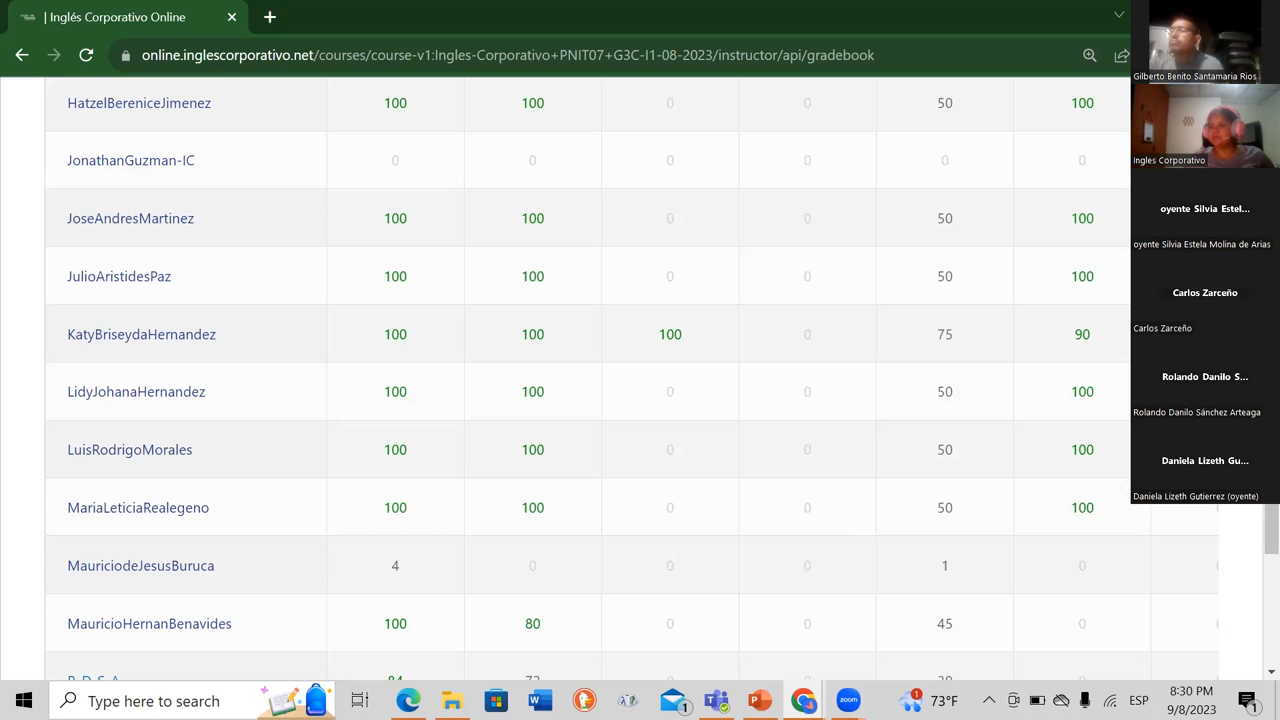 | Inglés Corporativo Online
online.inglescorporativo.net/courses/course-v1:Ingles-Corporativo+PNIT07+G3C-I1-08-2023/instructor/api/gradebook
Gilberto Benito Santamaria Rios
HatzelBereniceJimenez 100 100 0 0 50 100
JonathanGuzman-IC 0 0 0 0 0 0
Ingles Corporativo
oyente Silvia Estel...
JoseAndresMartinez 100 100 0 0 50 100
oyente Silvia Estela Molina de Arias
JulioAristidesPaz 100 100 0 0 50 100
Carlos Zarceño
Carlos Zarceño
KatyBriseydaHernandez 100 100 100 0 75 90
Rolando Danilo S...
LidyJohanaHernandez 100 100 0 0 50 100
Rolando Danilo Sánchez Arteaga
LuisRodrigoMorales 100 100 0 0 50 100
Daniela Lizeth Gu...
Daniela Lizeth Gutierrez (oyente)
MariaLeticiaRealegeno 100 100 0 0 50 100
MauriciodeJesusBuruca 4 0 0 0 1 0
MauricioHernanBenavides 100 80 0 0 45 0
Type here to search
1
1
73°F
ESP
8:30 PM
9/8/2023
1
zoom